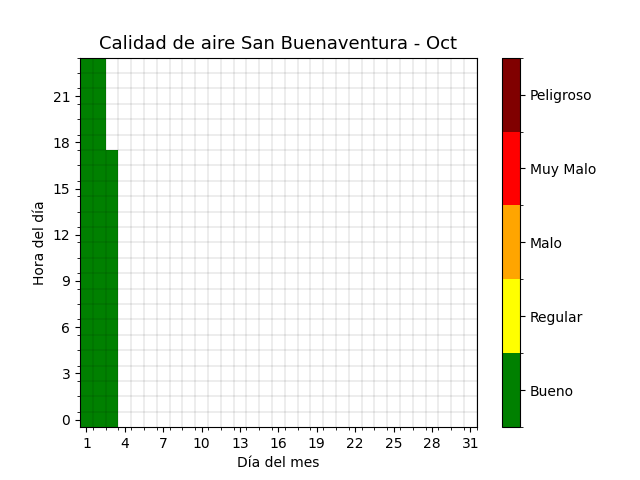 Calidad de aire San Buenaventura - Oct
Hora del día
21
18
15
12
9
6
3
0
1 4 7 10 13 16 19 22 25 28 31
Día del mes
Peligroso
Muy Malo
Malo
Regular
Bueno